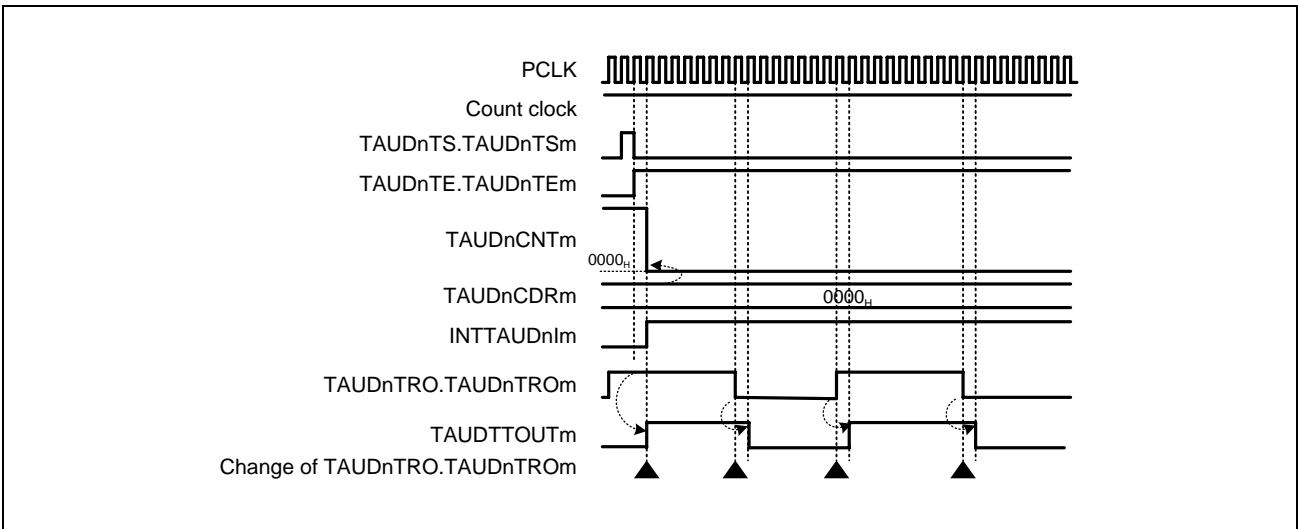 PCLK
Count clock
TAUDnTS.TAUDnTSm
TAUDnTE.TAUDnTEm
TAUDnCNTm
0000H
TAUDnCDRm
0000H
INTTAUDnIm
TAUDnTRO.TAUDnTROm
TAUDTTOUTm
Change of TAUDnTRO.TAUDnTROm